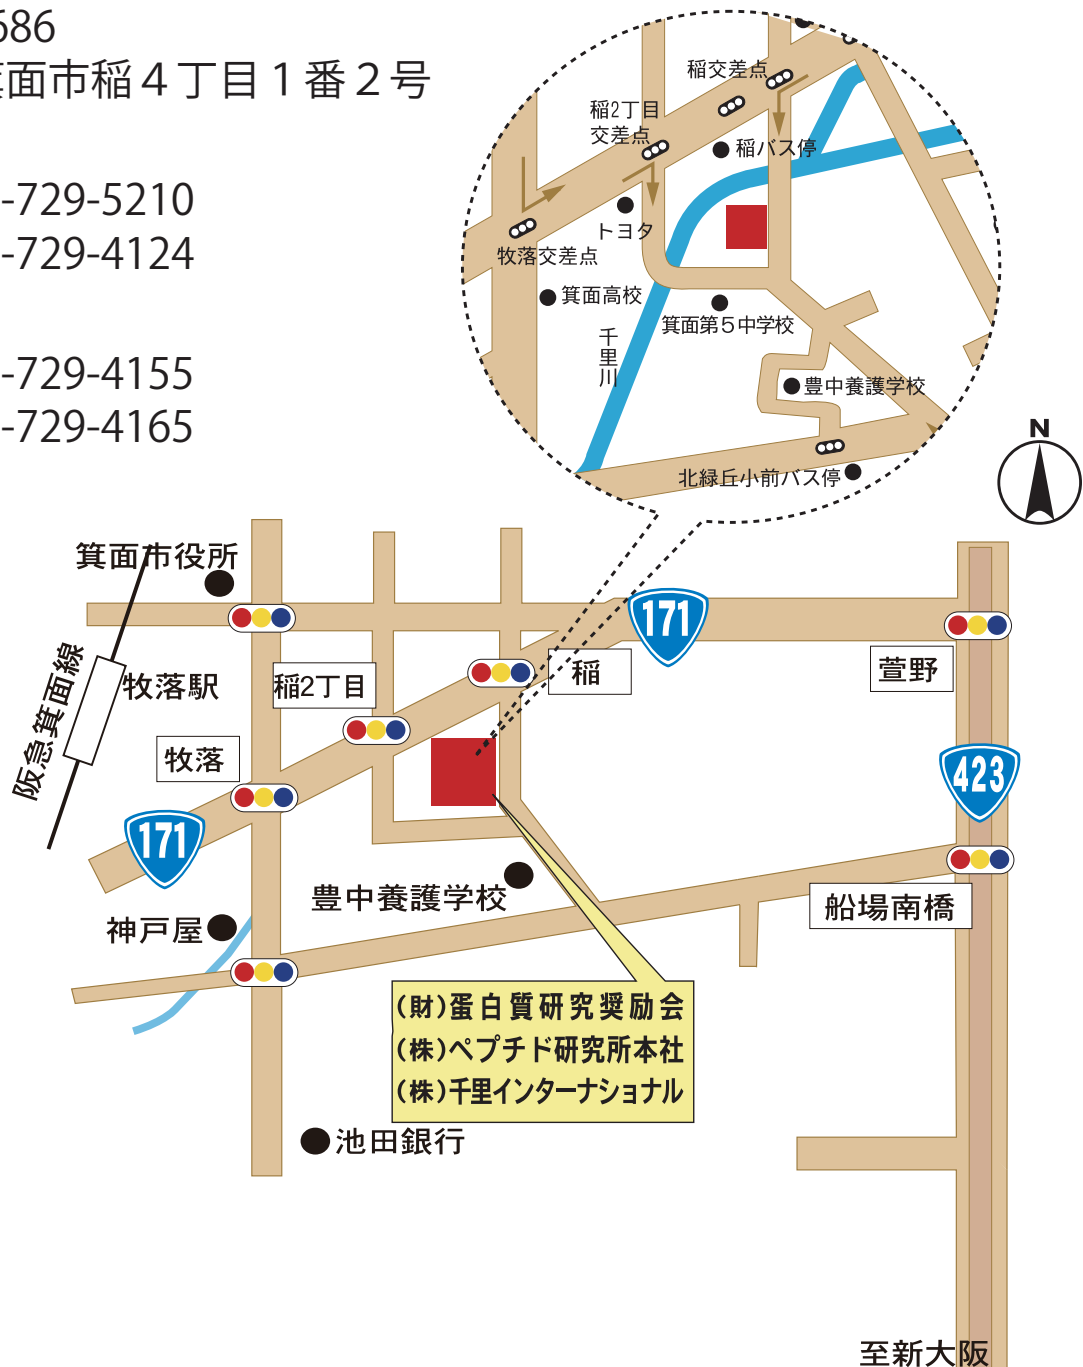 686
面市稲４丁目１番２号
-729-5210
-729-4124
-729-4155
-729-4165
稲交差点
稲2丁目
交差点
稲バス停
トヨタ
牧落交差点
箕面高校
箕面第５中学校
千里川
豊中養護学校
北緑丘小前バス停
N
箕面市役所
171
阪急箕面線
牧落駅
稲2丁目
稲
萱野
牧落
423
171
豊中養護学校
船場南橋
神戸屋
(財)蛋白質研究奨励会
(株)ペプチド研究所本社
(株)千里インターナショナル
池田銀行
至新大阪